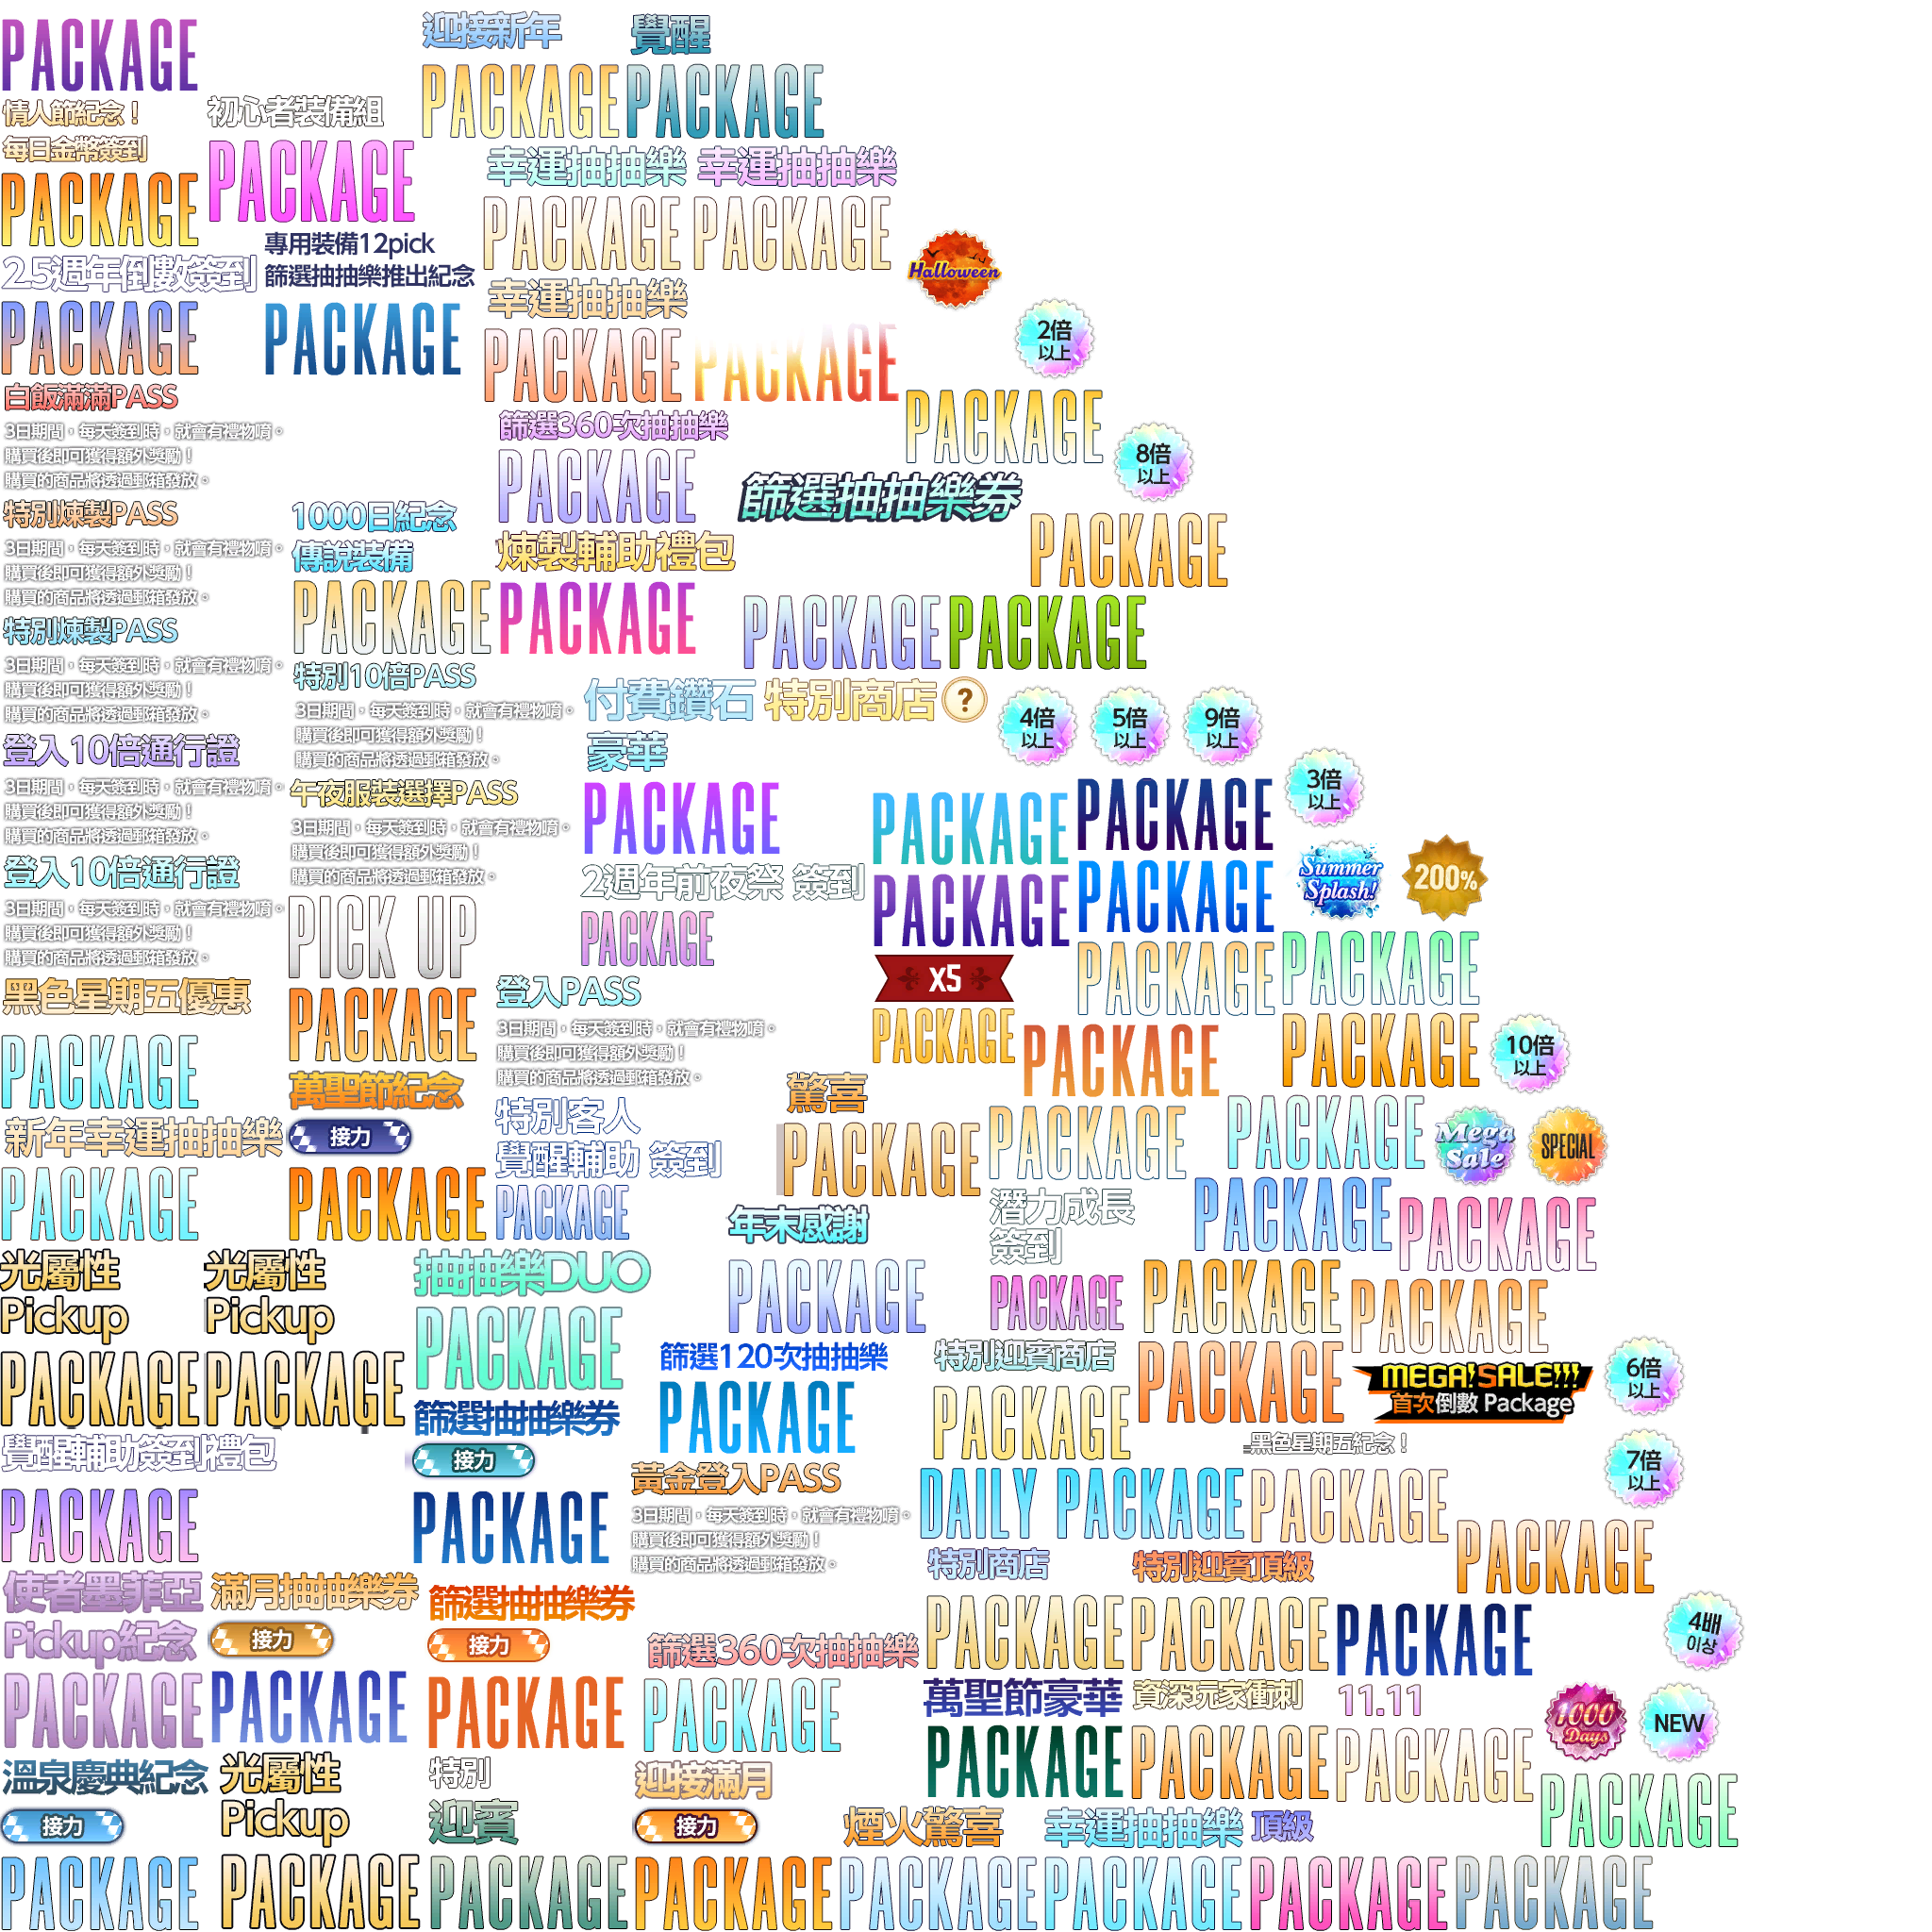 PACKAGE
情人節紀念！
每日金幣簽到
PACKAGE
2.5週年倒數簽到
PACKAGE
白飯滿滿PASS
3日期間，每天簽到時，就會有禮物唷。
購買後即可獲得額外獎勵！
購買的商品將透過郵箱發放。
特別煉製PASS
3日期間，每天簽到時，就會有禮物唷。
購買後即可獲得額外獎勵！
購買的商品將透過郵箱發放。
特別煉製PASS
3日期間，每天簽到時，就會有禮物唷。
購買後即可獲得額外獎勵！
購買的商品將透過郵箱發放。
登入10倍通行證
3日期間，每天簽到時，就會有禮物唷。
購買後即可獲得額外獎勵！
購買的商品將透過郵箱發放。
登入10倍通行證
3日期間，每天簽到時，就會有禮物唷。
購買後即可獲得額外獎勵！
購買的商品將透過郵箱發放。
黑色星期五優惠
PACKAGE
新年幸運抽抽樂
PACKAGE
光屬性
Pickup
PACKAGE
覺醒輔助簽到禮包
PACKAGE
使者墨菲亞
Pickup紀念
PACKAGE
溫泉慶典紀念
接力
PACKAGE
初心者裝備組
PACKAGE
專用裝備12pick
篩選抽抽樂推出紀念
PACKAGE
迎接新年
PACKAGE
覺醒
PACKAGE
幸運抽抽樂
PACKAGE
幸運抽抽樂
PACKAGE
幸運抽抽樂
PACKAGE
PACKAGE
Halloween
2倍
以上
PACKAGE
8倍
以上
篩選360次抽抽樂
PACKAGE
篩選抽抽樂券
PACKAGE
1000日紀念
傳說裝備
PACKAGE
煉製輔助禮包
PACKAGE
PACKAGE
PACKAGE
特別10倍PASS
3日期間，每天簽到時，就會有禮物唷。
購買後即可獲得額外獎勵！
購買的商品將透過郵箱發放。
午夜服裝選擇PASS
3日期間，每天簽到時，就會有禮物唷。
購買後即可獲得額外獎勵！
購買的商品將透過郵箱發放。
PICK UP
PACKAGE
萬聖節紀念
接力
PACKAGE
付費鑽石
特別商店
?
豪華
PACKAGE
2週年前夜祭 簽到
PACKAGE
4倍
以上
5倍
以上
9倍
以上
3倍
以上
PACKAGE
PACKAGE
PACKAGE
PACKAGE
Summer
Splash!
200%
X5
PACKAGE
PACKAGE
PACKAGE
PACKAGE
PACKAGE
10倍
以上
登入PASS
3日期間，每天簽到時，就會有禮物唷。
購買後即可獲得額外獎勵！
購買的商品將透過郵箱發放。
特別客人
覺醒輔助 簽到
PACKAGE
驚喜
PACKAGE
PACKAGE
PACKAGE
Mega
Sale
SPECIAL
年末感謝
PACKAGE
潛力成長
簽到
PACKAGE
PACKAGE
PACKAGE
PACKAGE
PACKAGE
光屬性
Pickup
PACKAGE
抽抽樂DUO
PACKAGE
篩選抽抽樂券
接力
PACKAGE
篩選120次抽抽樂
PACKAGE
黃金登入PASS
3日期間，每天簽到時，就會有禮物唷。
購買後即可獲得額外獎勵！
購買的商品將透過郵箱發放。
特別迎賓商店
PACKAGE
PACKAGE
MEGA!SALE!!!
首次倒數 Package
6倍
以上
黑色星期五紀念！
7倍
以上
DAILY PACKAGE
PACKAGE
PACKAGE
滿月抽抽樂券
接力
PACKAGE
篩選抽抽樂券
接力
PACKAGE
篩選360次抽抽樂
PACKAGE
特別商店
PACKAGE
特別迎賓頂級
PACKAGE
PACKAGE
4배
이상
萬聖節豪華
PACKAGE
資深玩家衝刺
PACKAGE
11.11
PACKAGE
1000
Days
NEW
PACKAGE
光屬性
Pickup
PACKAGE
特別
迎賓
PACKAGE
迎接滿月
接力
PACKAGE
煙火驚喜
PACKAGE
幸運抽抽樂
PACKAGE
頂級
PACKAGE
PACKAGE